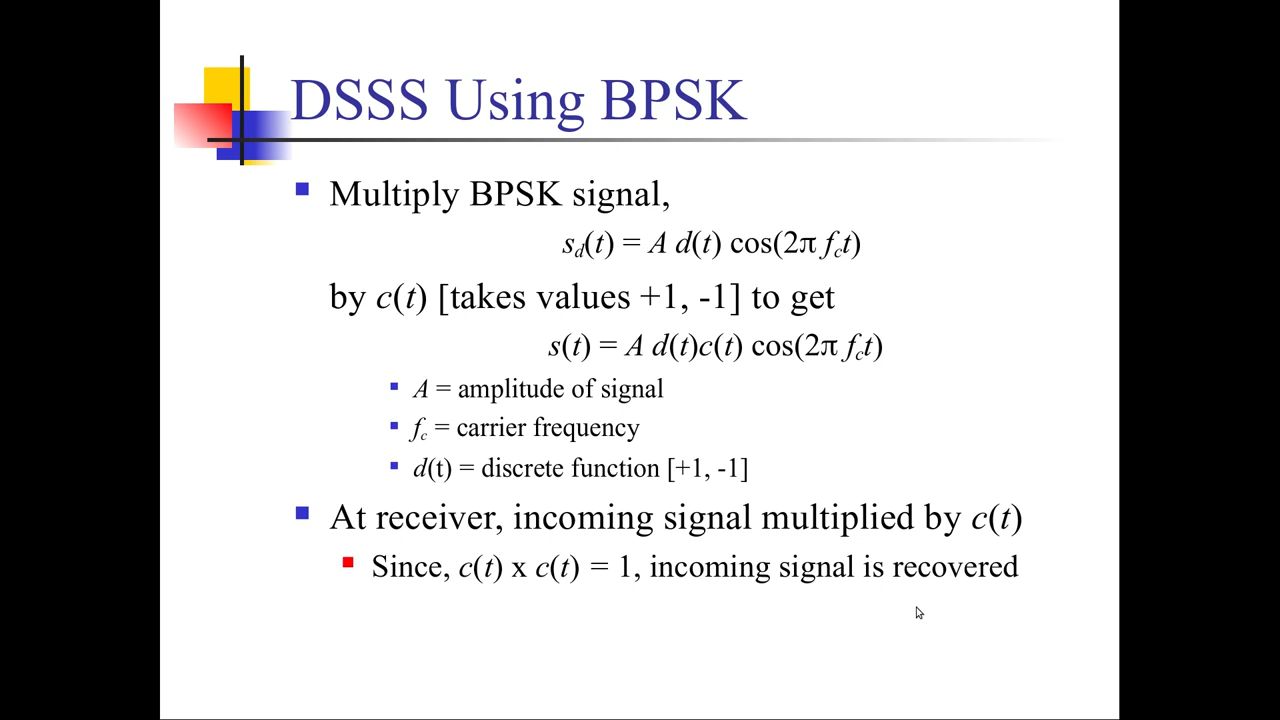 DSSS Using BPSK
Multiply BPSK signal,
s_d(t) = A d(t) cos(2π f_c t)
by c(t) [takes values +1, -1] to get
s(t) = A d(t)c(t) cos(2π f_c t)
A = amplitude of signal
f_c = carrier frequency
d(t) = discrete function [+1, -1]
At receiver, incoming signal multiplied by c(t)
Since, c(t) x c(t) = 1, incoming signal is recovered